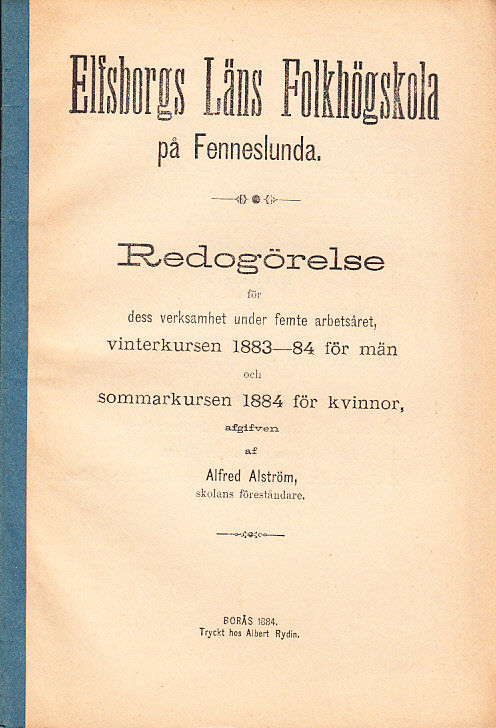 Elfsborgs Läns Folkhögskola
på Fenneslunda.
Redogörelse
för
dess verksamhet under femte arbetsåret,
vinterkursen 1883—84 för män
och
sommarkursen 1884 för kvinnor,
afgifven
af
Alfred Alström,
skolans föreståndare.
BORÅS 1884.
Tryckt hos Albert Rydin.